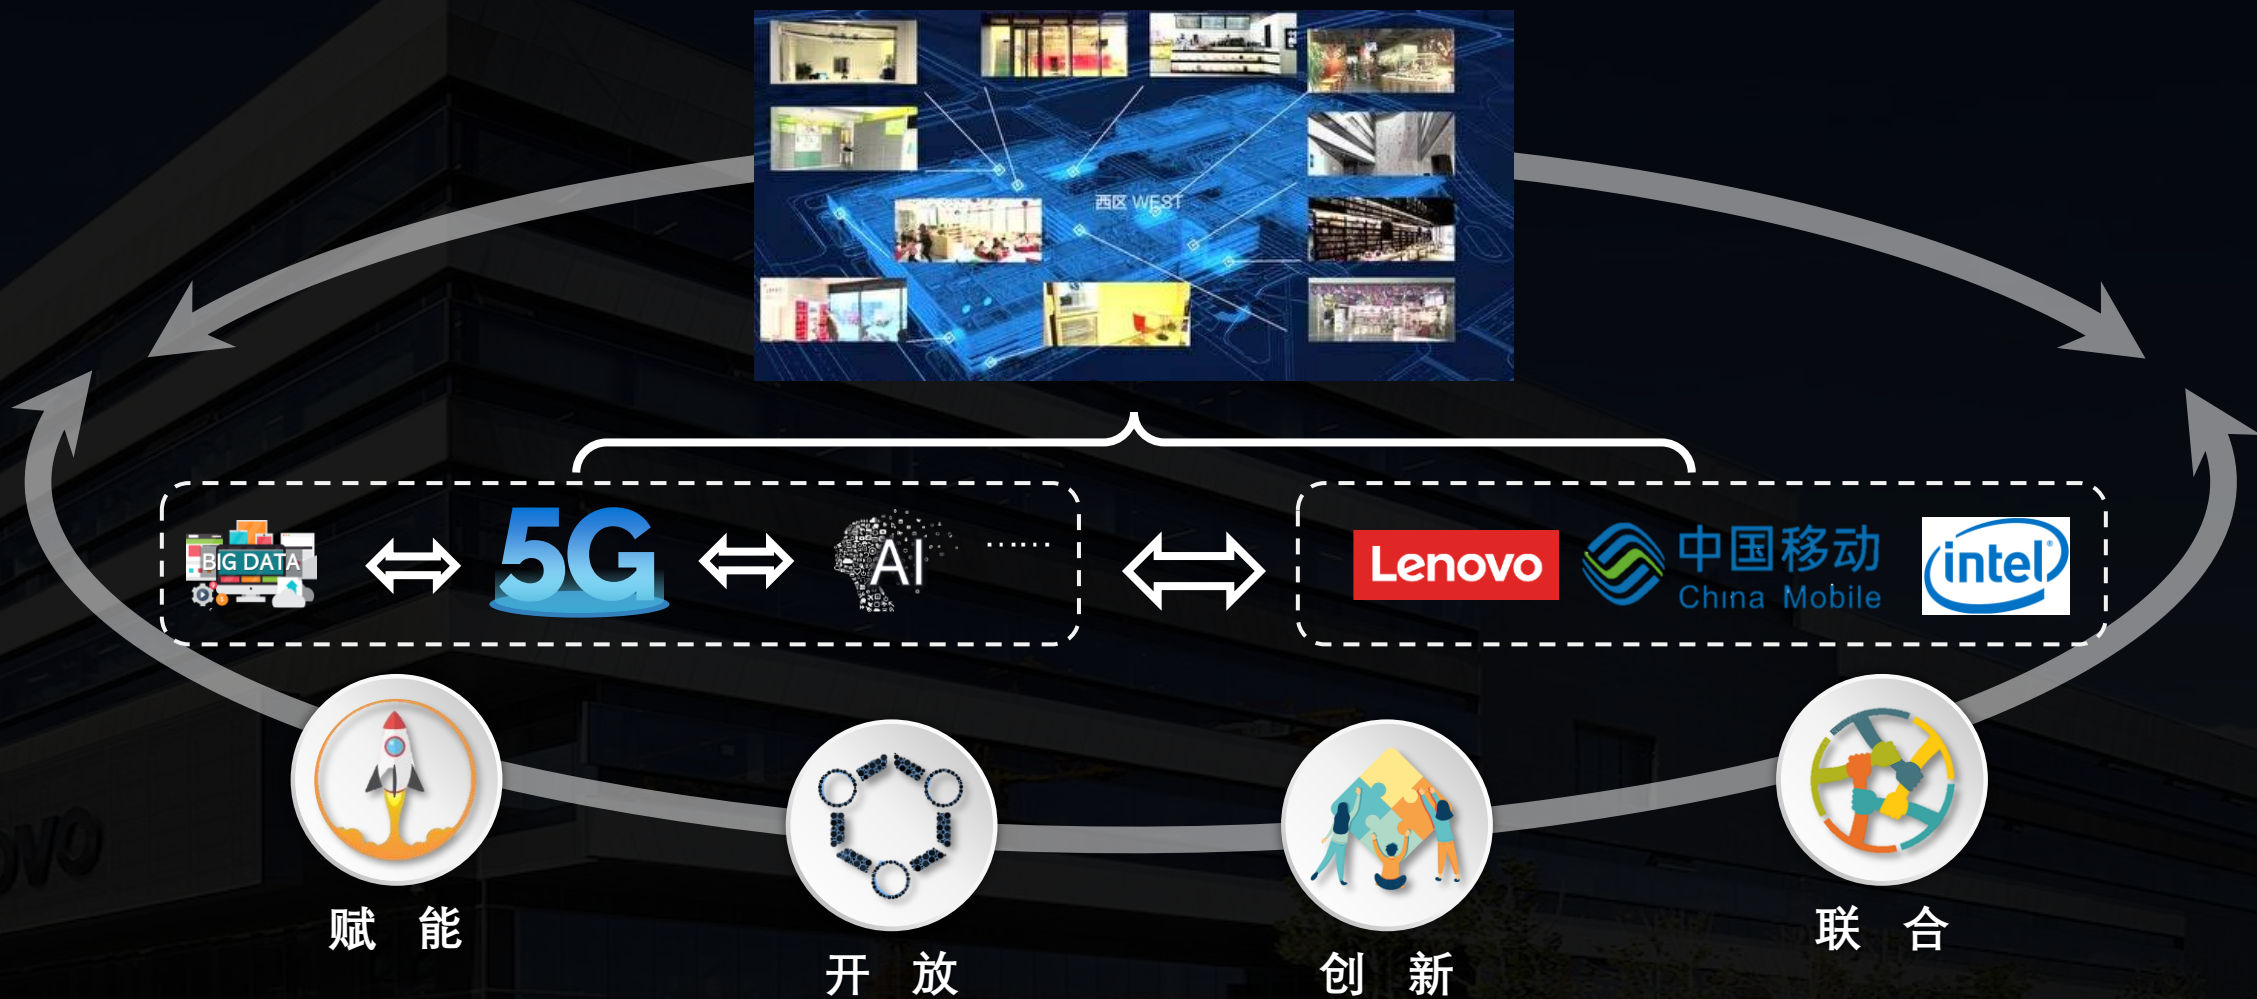 西区 WEST
BIG DATA
5G
AI
......
Lenovo
中国移动
China Mobile
intel
赋 能
开 放
创 新
联 合